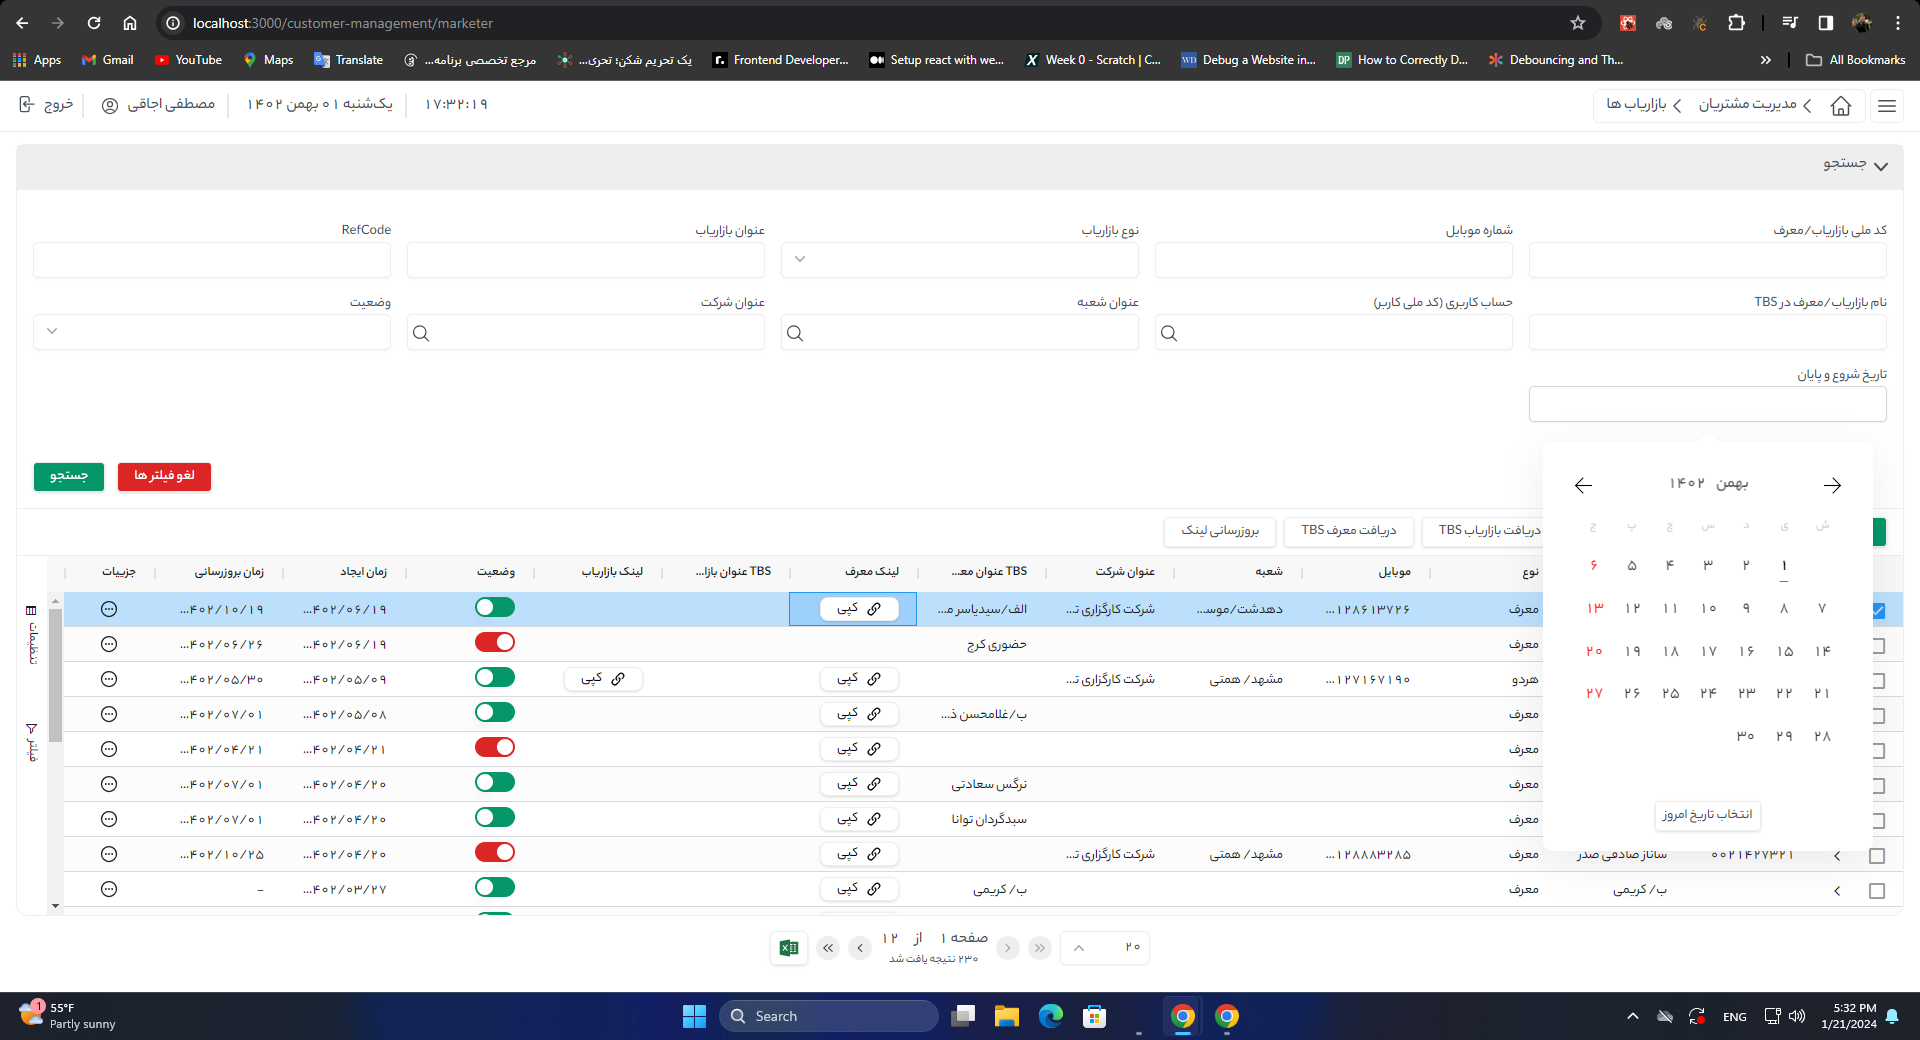 localhost:3000/customer-management/marketer
Apps
Gmail
YouTube
Maps
Translate
مرجع تخصصی برنامه...
یک تحریم شکن؛ تحری...
Frontend Developer...
Setup react with we...
Week 0 - Scratch | C...
Debug a Website in...
How to Correctly D...
Debouncing and Th...
All Bookmarks
مدیریت مشتریان
بازاریاب ها
۱۷:۳۲:۱۹
یک‌شنبه ۰۱ بهمن ۱۴۰۲
مصطفی اجاقی
خروج
جستجو
کد ملی بازاریاب/معرف
شماره موبایل
نوع بازاریاب
عنوان بازاریاب
RefCode
نام بازاریاب/معرف در TBS
حساب کاربری (کد ملی کاربر)
عنوان شعبه
عنوان شرکت
وضعیت
تاریخ شروع و پایان
لغو فیلتر ها
جستجو
بهمن ۱۴۰۲
ش ی د س چ پ ج
۱ ۲ ۳ ۴ ۵ ۶
۷ ۸ ۹ ۱۰ ۱۱ ۱۲ ۱۳
۱۴ ۱۵ ۱۶ ۱۷ ۱۸ ۱۹ ۲۰
۲۱ ۲۲ ۲۳ ۲۴ ۲۵ ۲۶ ۲۷
۲۸ ۲۹ ۳۰
انتخاب تاریخ امروز
دریافت بازاریاب TBS
دریافت معرف TBS
بروزرسانی لینک
نوع موبایل شعبه عنوان شرکت TBS عنوان مع... لینک معرف TBS عنوان بازا... لینک بازاریاب وضعیت زمان ایجاد زمان بروزرسانی جزییات
معرف ۱۲۸۶۱۳۷۲۶... دهدشت/موس... شرکت کارگزاری ت... الف/سیدیاسر م... کپی ۴۰۲/۰۶/۱۹... ۴۰۲/۱۰/۱۹...
معرف حضوری کرج ۴۰۲/۰۶/۱۹... ۴۰۲/۰۶/۲۶...
هردو ۱۲۷۱۶۷۱۹۰... مشهد/ همتی شرکت کارگزاری ت... کپی کپی ۴۰۲/۰۵/۰۹... ۴۰۲/۰۵/۳۰...
معرف ب/غلامحسن ذ... کپی ۴۰۲/۰۵/۰۸... ۴۰۲/۰۷/۰۱...
معرف کپی ۴۰۲/۰۴/۲۱... ۴۰۲/۰۴/۲۱...
معرف نرگس سعادتی کپی ۴۰۲/۰۴/۲۰... ۴۰۲/۰۷/۰۱...
معرف سبدگردان توانا کپی ۴۰۲/۰۴/۲۰... ۴۰۲/۰۷/۰۱...
۰۰۲۱۴۲۷۳۲۱ ساناز صادقی صدر معرف ۱۲۸۸۸۳۲۸۵... مشهد/ همتی شرکت کارگزاری ت... کپی ۴۰۲/۰۴/۲۰... ۴۰۲/۱۰/۲۵...
ب/ کریمی معرف ب/ کریمی کپی ۴۰۲/۰۳/۲۷... -
تنظیمات
فیلتر
۲۰
صفحه ۱ از ۱۲
۲۳۰ نتیجه یافت شد
1
55°F
Partly sunny
Search
ENG
5:32 PM
1/21/2024